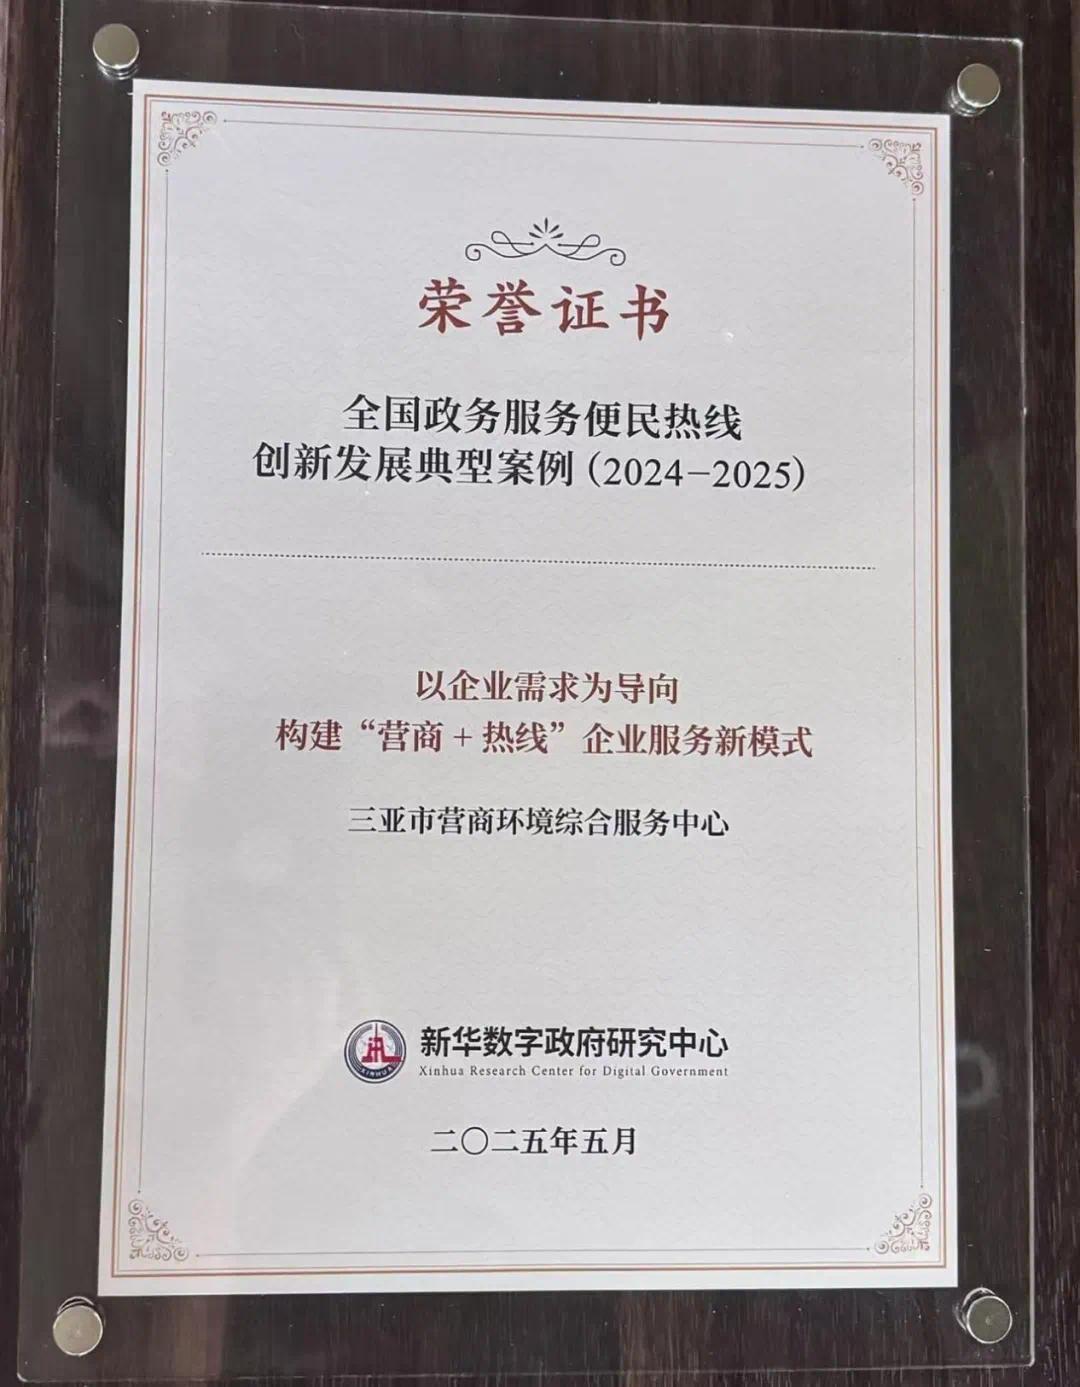 荣誉证书
全国政务服务便民热线
创新发展典型案例（2024—2025）
以企业需求为导向
构建“营商 + 热线”企业服务新模式
三亚市营商环境综合服务中心
XINHUA
新华数字政府研究中心
Xinhua Research Center for Digital Government
二〇二五年五月